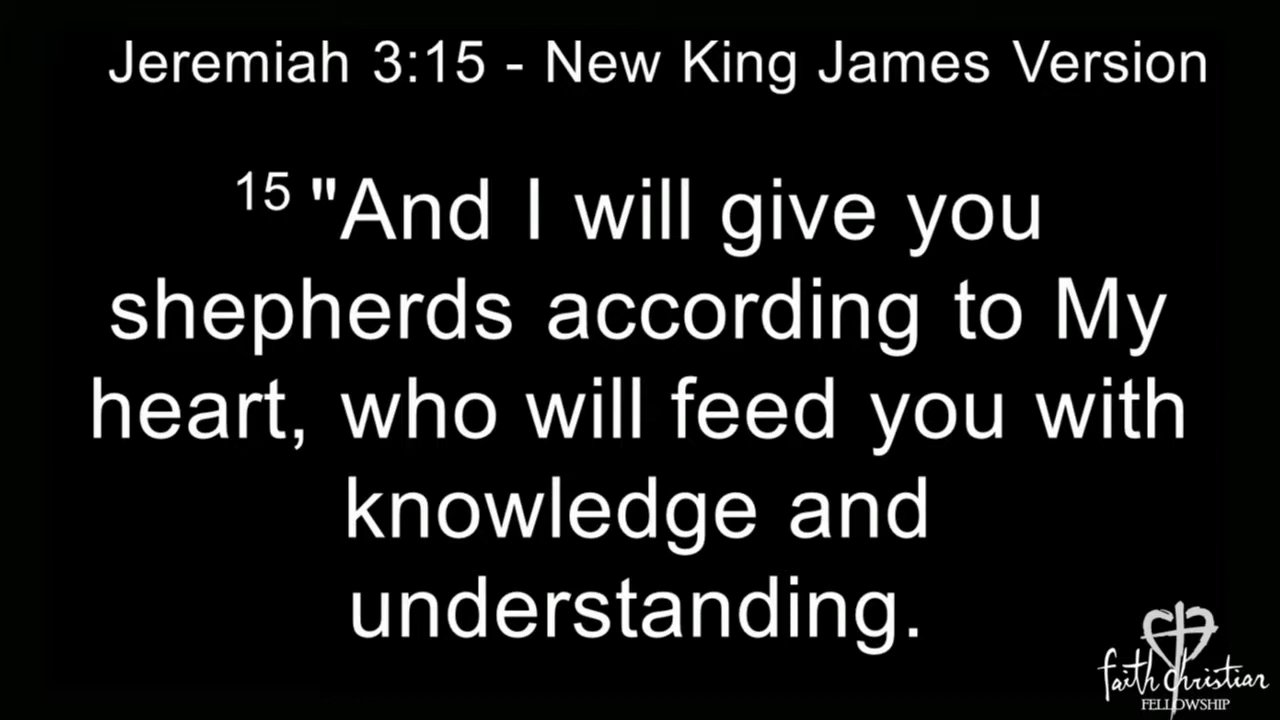 Jeremiah 3:15 - New King James Version
15 "And I will give you
shepherds according to My
heart, who will feed you with
knowledge and
understanding.
faith Christian
FELLOWSHIP